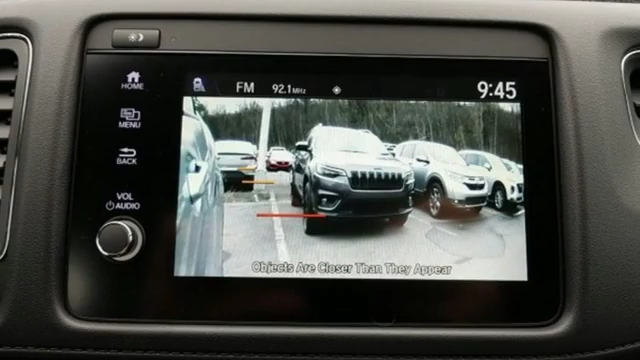 FM 92.1MHz 9:45
HOME
MENU
BACK
VOL
AUDIO
Objects Are Closer Than They Appear